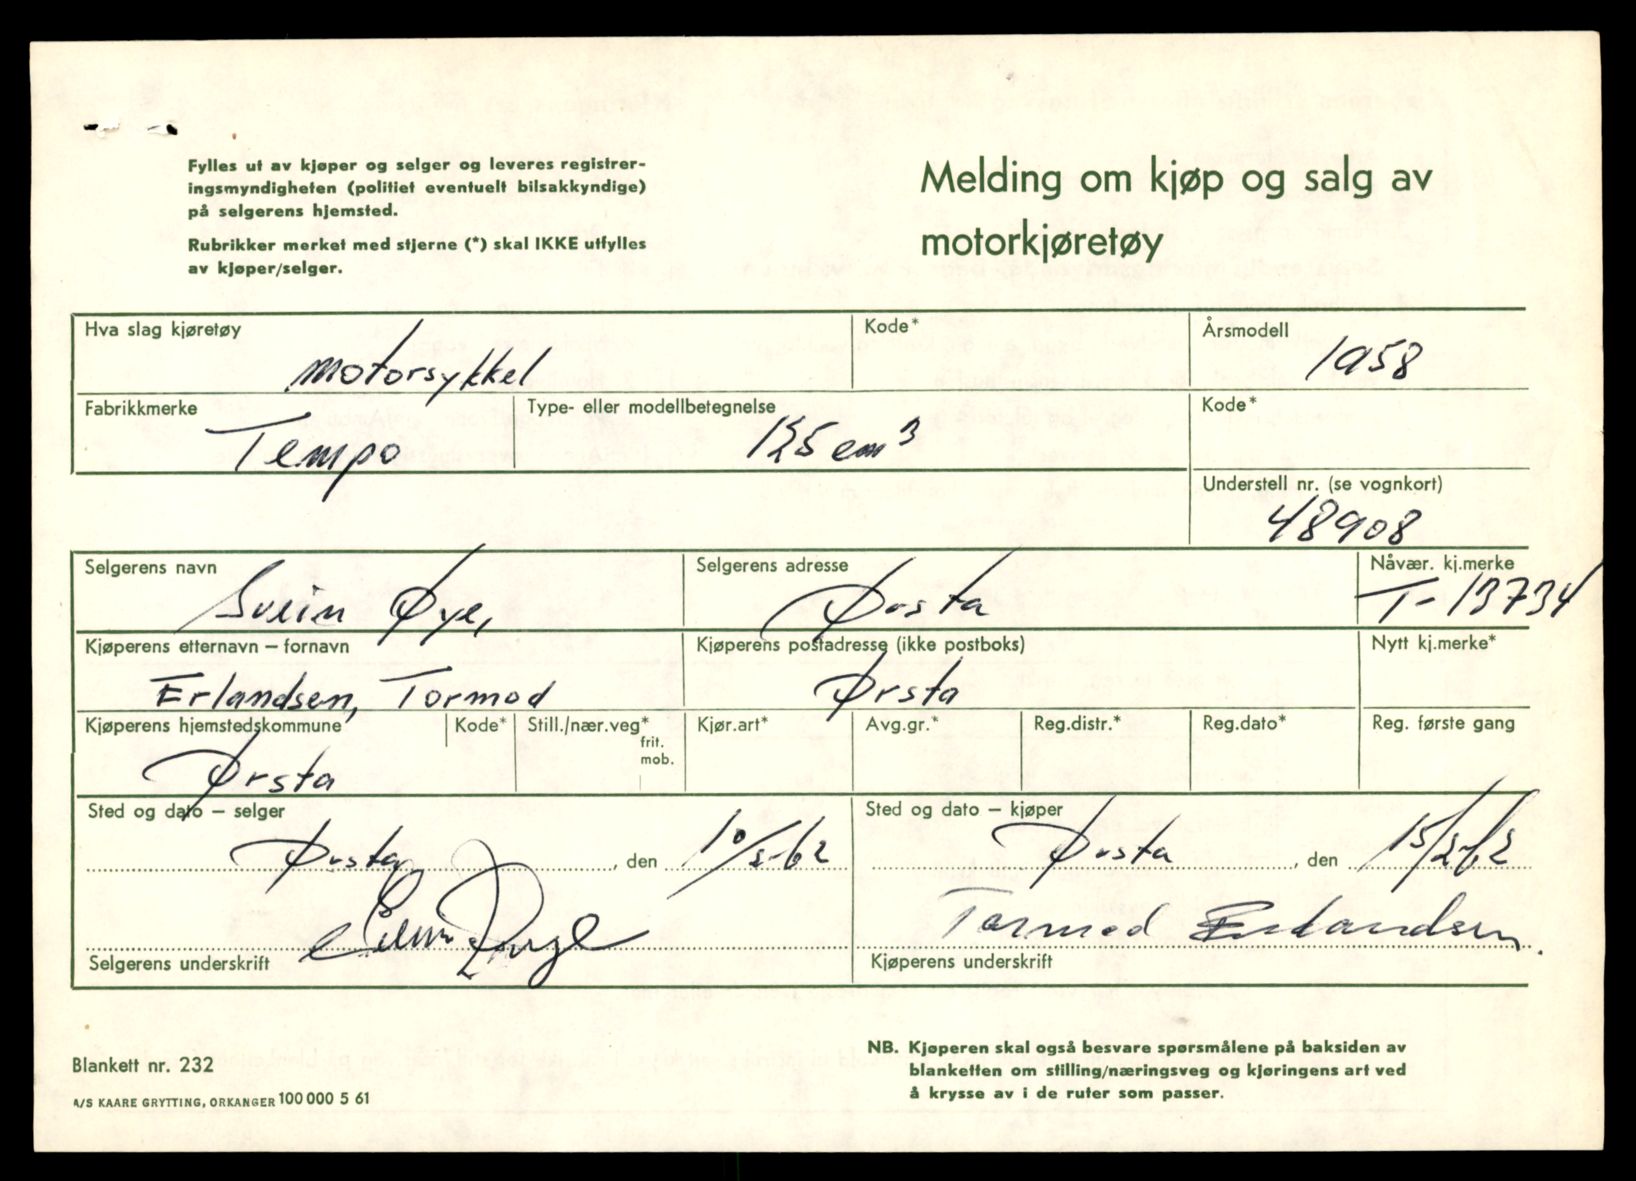 Fylles ut av kjøper og selger og leveres registrer-
ingsmyndigheten (politiet eventuelt bilsakkyndige)
på selgerens hjemsted.
Rubrikker merket med stjerne (*) skal IKKE utfylles
av kjøper/selger.
Melding om kjøp og salg av
motorkjøretøy
Hva slag kjøretøy
motorsykkel
Kode*
Årsmodell
1958
Fabrikkmerke
Tempo
Type- eller modellbetegnelse
125 cm³
Kode*
Understell nr. (se vognkort)
48908
Selgerens navn
Svein Øye,
Selgerens adresse
Ørsta
Nåvær. kj.merke
T-13734
Kjøperens etternavn – fornavn
Erlandsen, Tormod
Kjøperens postadresse (ikke postboks)
Ørsta
Nytt kj.merke*
Kjøperens hjemstedskommune
Ørsta
Kode*
Still./nær.veg*
frit.
mob.
Kjør.art*
Avg.gr.*
Reg.distr.*
Reg.dato*
Reg. første gang
Sted og dato – selger
Ørsta, den 10/2-62
Selgerens underskrift
Sted og dato – kjøper
Ørsta, den 15/2-62
Tormod Erlandsen.
Kjøperens underskrift
Blankett nr. 232
A/S KAARE GRYTTING, ORKANGER 100 000 5 61
NB. Kjøperen skal også besvare spørsmålene på baksiden av
blanketten om stilling/næringsveg og kjøringens art ved
å krysse av i de ruter som passer.